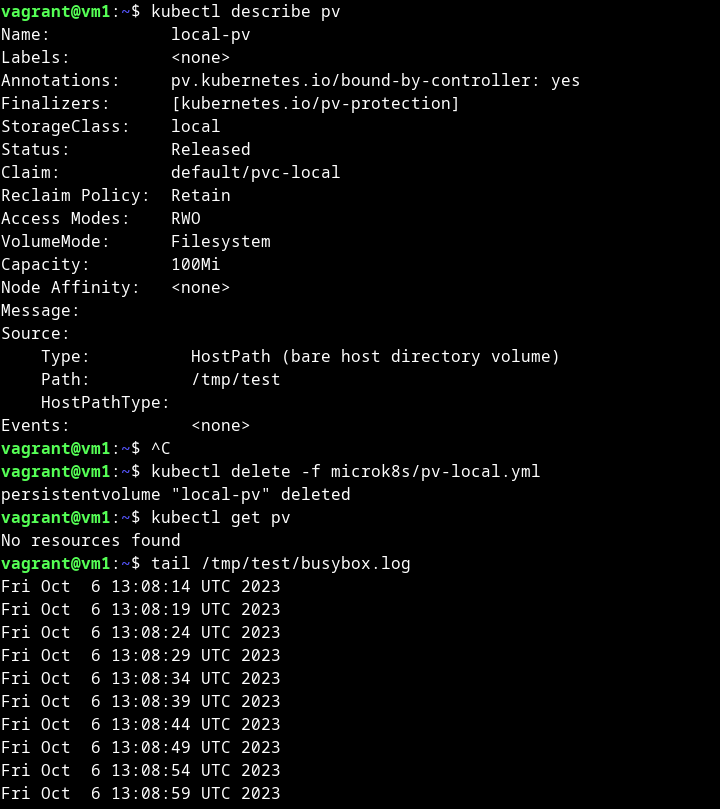 vagrant@vm1:~$ kubectl describe pv
Name:            local-pv
Labels:          <none>
Annotations:     pv.kubernetes.io/bound-by-controller: yes
Finalizers:      [kubernetes.io/pv-protection]
StorageClass:    local
Status:          Released
Claim:           default/pvc-local
Reclaim Policy:  Retain
Access Modes:    RWO
VolumeMode:      Filesystem
Capacity:        100Mi
Node Affinity:   <none>
Message:
Source:
    Type:          HostPath (bare host directory volume)
    Path:          /tmp/test
    HostPathType:
Events:            <none>
vagrant@vm1:~$ ^C
vagrant@vm1:~$ kubectl delete -f microk8s/pv-local.yml
persistentvolume "local-pv" deleted
vagrant@vm1:~$ kubectl get pv
No resources found
vagrant@vm1:~$ tail /tmp/test/busybox.log
Fri Oct  6 13:08:14 UTC 2023
Fri Oct  6 13:08:19 UTC 2023
Fri Oct  6 13:08:24 UTC 2023
Fri Oct  6 13:08:29 UTC 2023
Fri Oct  6 13:08:34 UTC 2023
Fri Oct  6 13:08:39 UTC 2023
Fri Oct  6 13:08:44 UTC 2023
Fri Oct  6 13:08:49 UTC 2023
Fri Oct  6 13:08:54 UTC 2023
Fri Oct  6 13:08:59 UTC 2023